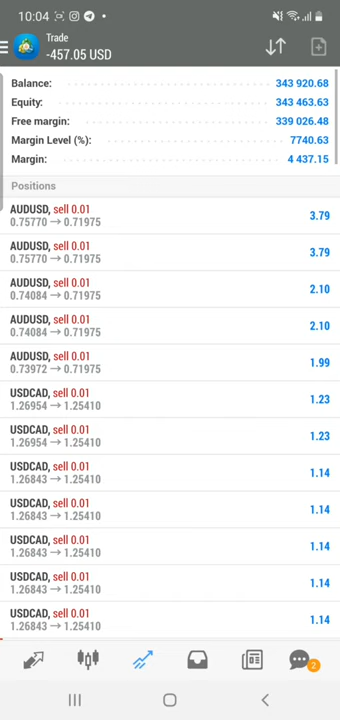 10:04
Trade
-457.05 USD
Balance: 343 920.68
Equity: 343 463.63
Free margin: 339 026.48
Margin Level (%): 7740.63
Margin: 4 437.15
Positions
AUDUSD, sell 0.01 3.79
0.75770 → 0.71975
AUDUSD, sell 0.01 3.79
0.75770 → 0.71975
AUDUSD, sell 0.01 2.10
0.74084 → 0.71975
AUDUSD, sell 0.01 2.10
0.74084 → 0.71975
AUDUSD, sell 0.01 1.99
0.73972 → 0.71975
USDCAD, sell 0.01 1.23
1.26954 → 1.25410
USDCAD, sell 0.01 1.23
1.26954 → 1.25410
USDCAD, sell 0.01 1.14
1.26843 → 1.25410
USDCAD, sell 0.01 1.14
1.26843 → 1.25410
USDCAD, sell 0.01 1.14
1.26843 → 1.25410
USDCAD, sell 0.01 1.14
1.26843 → 1.25410
USDCAD, sell 0.01 1.14
1.26843 → 1.25410
2